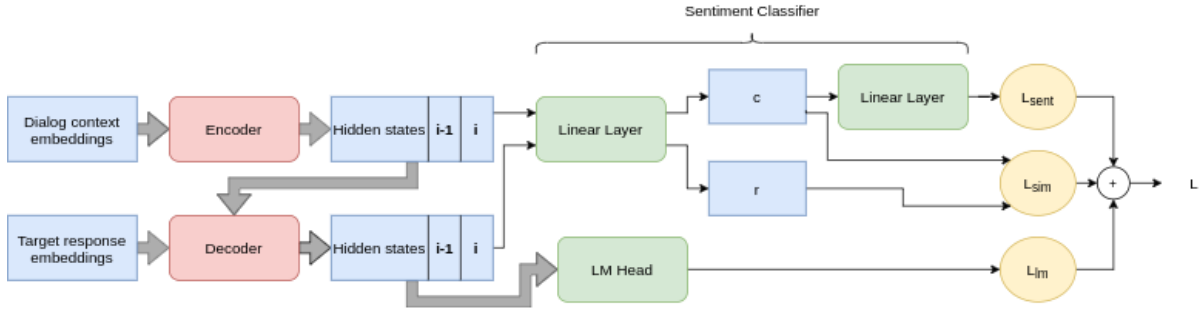 Sentiment Classifier
Dialog context
embeddings
Encoder
Hidden states
i-1
i
Linear Layer
c
Linear Layer
Lsent
r
Lsim
+
L
Target response
embeddings
Decoder
Hidden states
i-1
i
LM Head
Llm